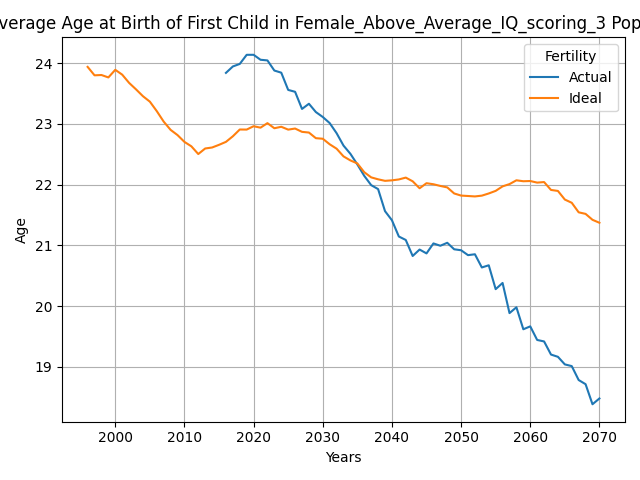 verage Age at Birth of First Child in Female_Above_Average_IQ_scoring_3 Pop
Fertility
Actual
Ideal
24
23
22
21
20
19
Age
2000 2010 2020 2030 2040 2050 2060 2070
Years